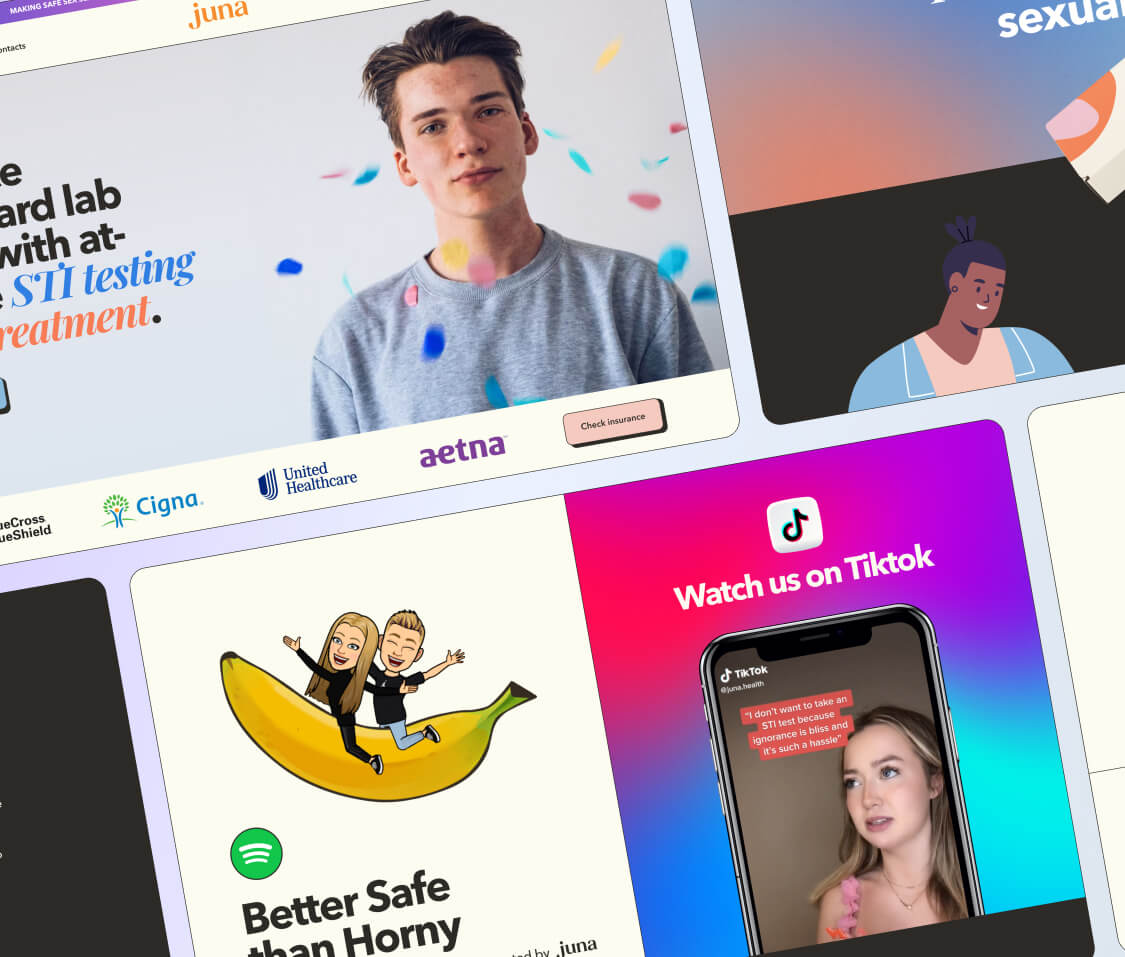 MAKING SAFE SEX
juna
ontacts
ard lab
with at-
STI testing
reatment.
ueCross
ueShield
Cigna
United
Healthcare
aetna
Check insurance
sexual
Watch us on Tiktok
TikTok
@juna.health
"I don't want to take an
STI test because
ignorance is bliss and
it's such a hassle"
Better Safe
than Horny
ted by juna